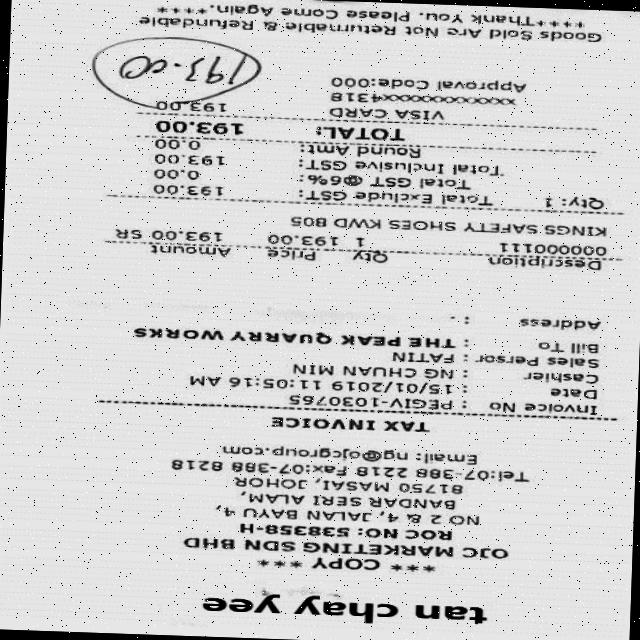 tan chay yee
*** COPY ***
OJC MARKETING SDN BHD
ROC NO: 538358-H
NO 2 & 4, JALAN BAYU 4,
BANDAR SERI ALAM,
81750 MASAI, JOHOR
Tel:07-388 2218 Fax:07-388 8218
Email: ng@ojcgroup.com
TAX INVOICE
Invoice No : PEGIV-1030765
Date : 15/01/2019 11:05:16 AM
Cashier : NG CHUAN MIN
Sales Persor : FATIN
Bill To : THE PEAK QUARRY WORKS
Address : .
Description Qty Price Amount
000000111 1 193.00 193.00 SR
KINGS SAFETY SHOES KWD 805
Qty: 1 Total Exclude GST: 193.00
Total GST @6%: 0.00
Total Inclusive GST: 193.00
Round Amt: 0.00
TOTAL: 193.00
VISA CARD 193.00
xxxxxxxxxxxx4318
Approval Code:000
193.00
Goods Sold Are Not Returnable & Refundable
****Thank You. Please Come Again.****